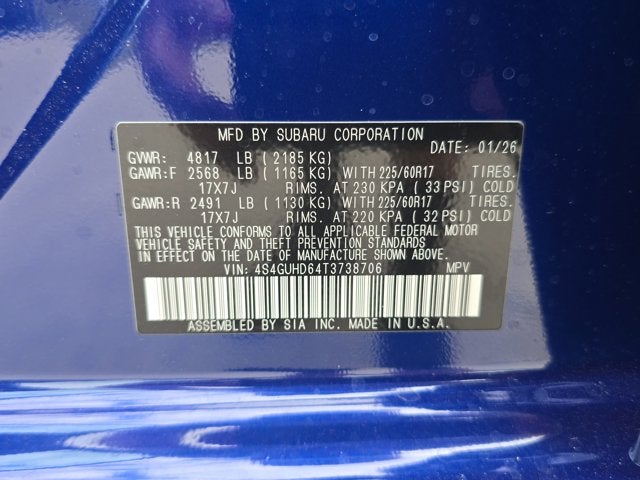 MFD BY SUBARU CORPORATION
DATE: 01/26
GVWR: 4817 LB (2185 KG)
GAWR:F 2568 LB (1165 KG) WITH 225/60R17 TIRES.
17X7J RIMS. AT 230 KPA (33 PSI) COLD
GAWR:R 2491 LB (1130 KG) WITH 225/60R17 TIRES.
17X7J RIMS. AT 220 KPA (32 PSI) COLD
THIS VEHICLE CONFORMS TO ALL APPLICABLE FEDERAL MOTOR
VEHICLE SAFETY AND THEFT PREVENTION STANDARDS
IN EFFECT ON THE DATE OF MANUFACTURE SHOWN ABOVE.
VIN: 4S4GUHD64T3738706 MPV
ASSEMBLED BY SIA INC. MADE IN U.S.A.